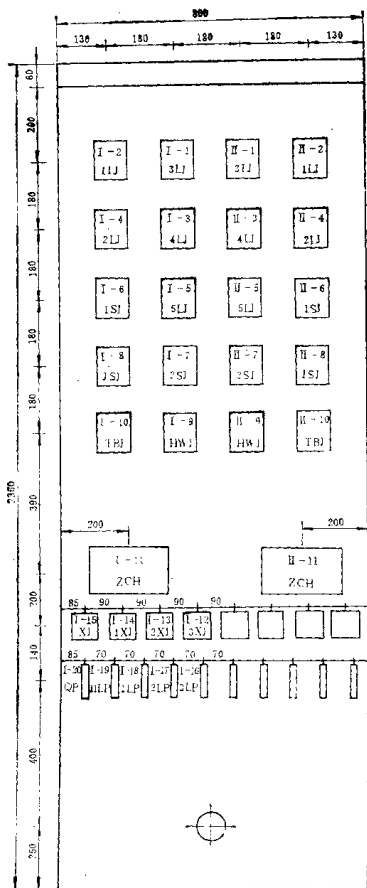 800
130 180 180 180 130
60
200
I-2 I-1 II-1 II-2
1LJ 3LJ 3LJ 1LJ
180
I-4 I-3 II-3 II-4
2LJ 4LJ 4LJ 2LJ
180
I-6 I-5 II-5 II-6
1SJ 5LJ 5LJ 1SJ
180
I-8 I-7 II-7 II-8
2SJ 2SJ
180
I-10 I-9 II-9 II-10
TBJ HWJ HWJ TBJ
2360
390
200 200
I-11 II-11
ZCH ZCH
200
85 90 90 90 90
I-15 I-14 I-13 I-12
XJ 1XJ 2XJ 3XJ
140
85 70 70 70 70 70
I-20 I-19 I-18 I-17 I-16
QP
400
250